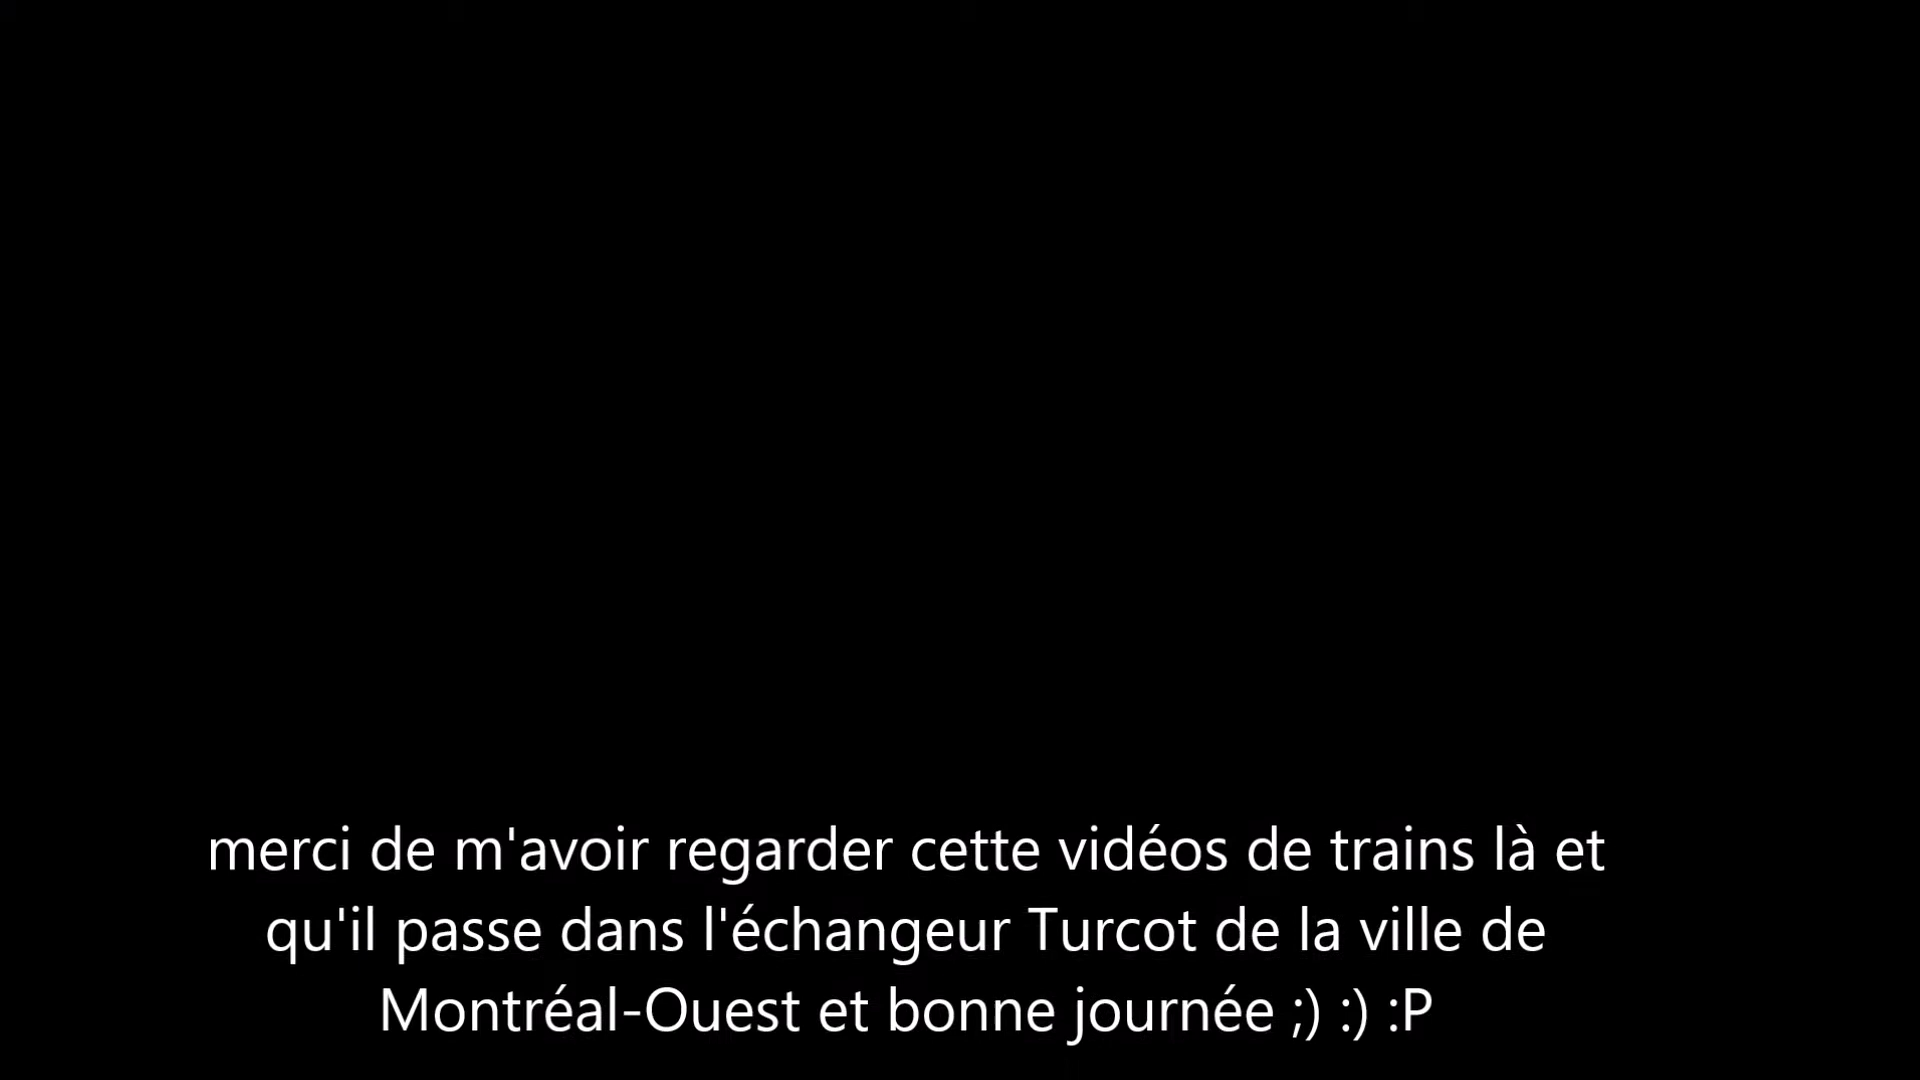 merci de m'avoir regarder cette vidéos de trains là et
qu'il passe dans l'échangeur Turcot de la ville de
Montréal-Ouest et bonne journée ;) :) :P